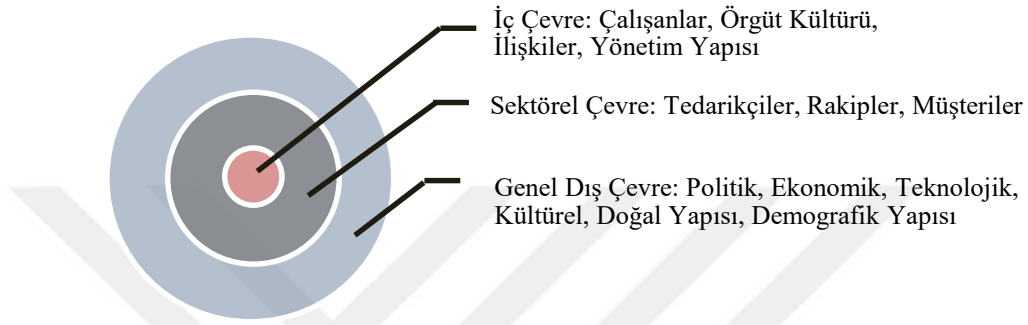 İç Çevre: Çalışanlar, Örgüt Kültürü,
İlişkiler, Yönetim Yapısı
Sektörel Çevre: Tedarikçiler, Rakipler, Müşteriler
Genel Dış Çevre: Politik, Ekonomik, Teknolojik,
Kültürel, Doğal Yapısı, Demografik Yapısı